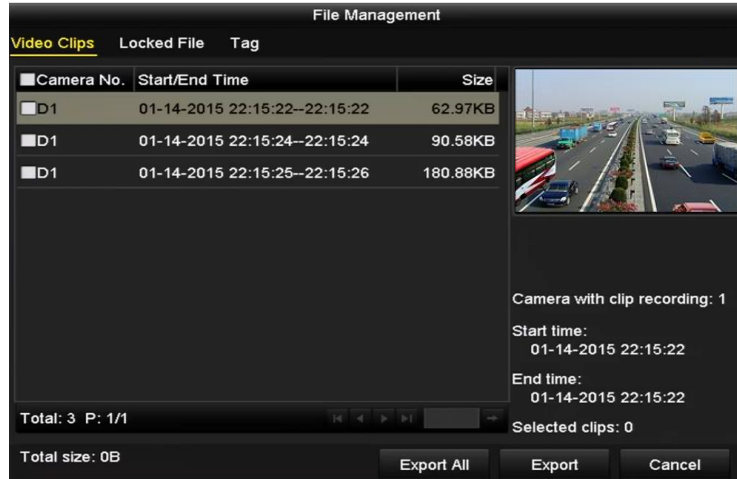 File Management
Video Clips Locked File Tag
Camera No. Start/End Time Size
D1 01-14-2015 22:15:22--22:15:22 62.97KB
D1 01-14-2015 22:15:24--22:15:24 90.58KB
D1 01-14-2015 22:15:25--22:15:26 180.88KB
Camera with clip recording: 1
Start time:
01-14-2015 22:15:22
End time:
01-14-2015 22:15:22
Selected clips: 0
Total: 3 P: 1/1
Total size: 0B
Export All Export Cancel